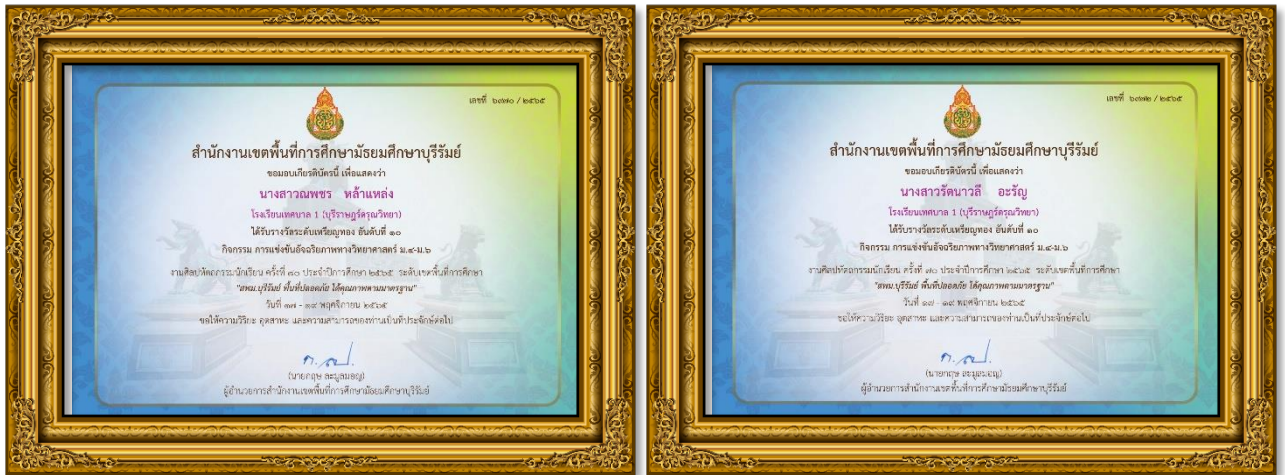 เลขที่ ๖๓๗๐ / ๒๕๖๕
สำนักงานเขตพื้นที่การศึกษามัธยมศึกษาบุรีรัมย์
ขอมอบเกียรติบัตรนี้ เพื่อแสดงว่า
นางสาวณพชร หล้าแหล่ง
โรงเรียนเทศบาล 1 (บุรีราษฎร์ดรุณวิทยา)
ได้รับรางวัลระดับเหรียญทอง อันดับที่ ๑๐
กิจกรรม การแข่งขันอัจฉริยภาพทางวิทยาศาสตร์ ม.๔-ม.๖
งานศิลปหัตถกรรมนักเรียน ครั้งที่ ๗๐ ประจำปีการศึกษา ๒๕๖๕ ระดับเขตพื้นที่การศึกษา
"สพม.บุรีรัมย์ พื้นที่ปลอดภัย ได้คุณภาพตามมาตรฐาน"
วันที่ ๑๗ - ๑๙ พฤศจิกายน ๒๕๖๕
ขอให้ความวิริยะ อุตสาหะ และความสามารถของท่านเป็นที่ประจักษ์ต่อไป
(นายกฤษ ละมูลมอญ)
ผู้อำนวยการสำนักงานเขตพื้นที่การศึกษามัธยมศึกษาบุรีรัมย์
เลขที่ / ๒๕๖๕
สำนักงานเขตพื้นที่การศึกษามัธยมศึกษาบุรีรัมย์
ขอมอบเกียรติบัตรนี้ เพื่อแสดงว่า
นางสาวรัตนาวลี อะรัญ
โรงเรียนเทศบาล 1 (บุรีราษฎร์ดรุณวิทยา)
ได้รับรางวัลระดับเหรียญทอง อันดับที่ ๑๐
กิจกรรม การแข่งขันอัจฉริยภาพทางวิทยาศาสตร์ ม.๔-ม.๖
งานศิลปหัตถกรรมนักเรียน ครั้งที่ ๗๐ ประจำปีการศึกษา ๒๕๖๕ ระดับเขตพื้นที่การศึกษา
"สพม.บุรีรัมย์ พื้นที่ปลอดภัย ได้คุณภาพตามมาตรฐาน"
วันที่ ๑๗ - ๑๙ พฤศจิกายน ๒๕๖๕
ขอให้ความวิริยะ อุตสาหะ และความสามารถของท่านเป็นที่ประจักษ์ต่อไป
(นายกฤษ ละมูลมอญ)
ผู้อำนวยการสำนักงานเขตพื้นที่การศึกษามัธยมศึกษาบุรีรัมย์